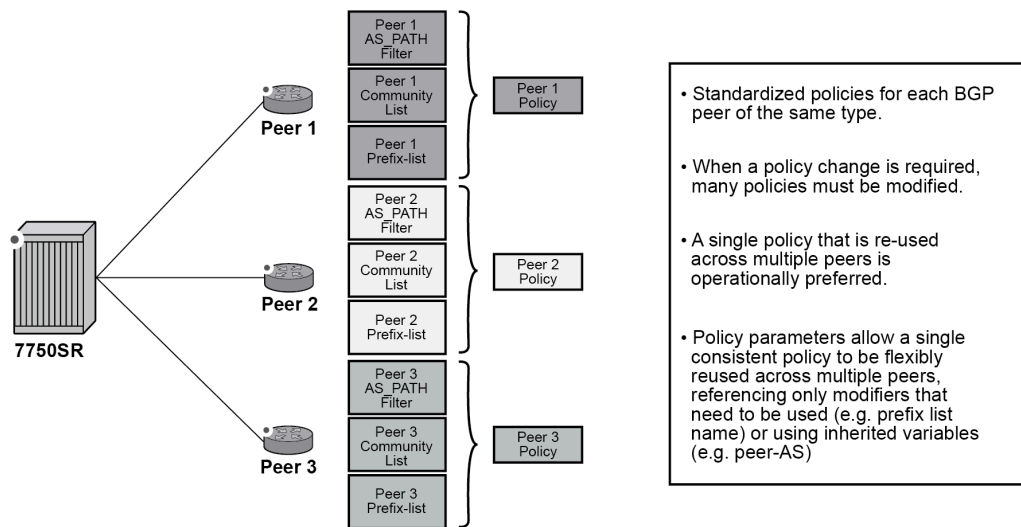 Peer 1
AS_PATH
Filter
Peer 1
Community
List
Peer 1
Prefix-list
Peer 1
Policy
Peer 1
Peer 2
AS_PATH
Filter
Peer 2
Community
List
Peer 2
Prefix-list
Peer 2
Policy
Peer 2
7750SR
Peer 3
AS_PATH
Filter
Peer 3
Community
List
Peer 3
Prefix-list
Peer 3
Policy
Peer 3
• Standardized policies for each BGP
peer of the same type.
• When a policy change is required,
many policies must be modified.
• A single policy that is re-used
across multiple peers is
operationally preferred.
• Policy parameters allow a single
consistent policy to be flexibly
reused across multiple peers,
referencing only modifiers that
need to be used (e.g. prefix list
name) or using inherited variables
(e.g. peer-AS)